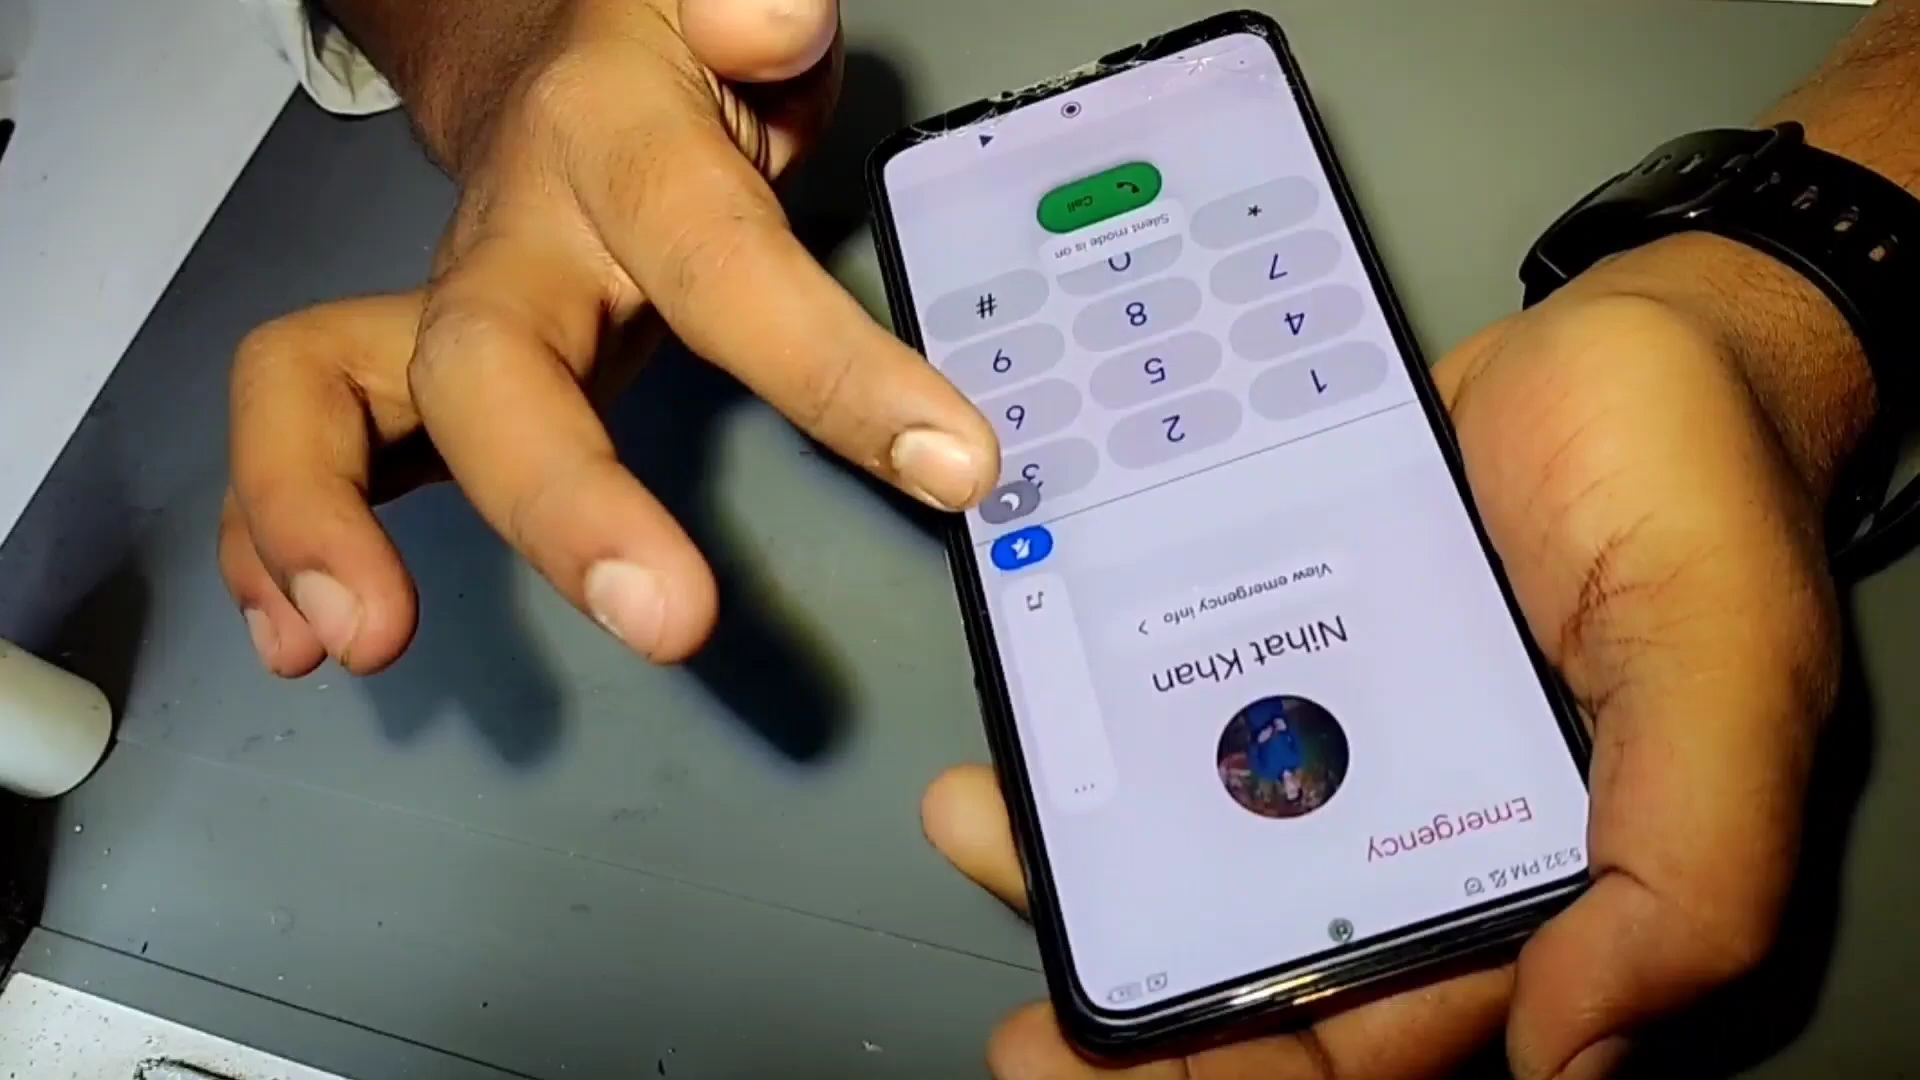 5:32 PM
Emergency
Nihat Khan
View emergency info
1 2 3
4 5 6
7 8 9
* 0 #
Silent mode is on
Call